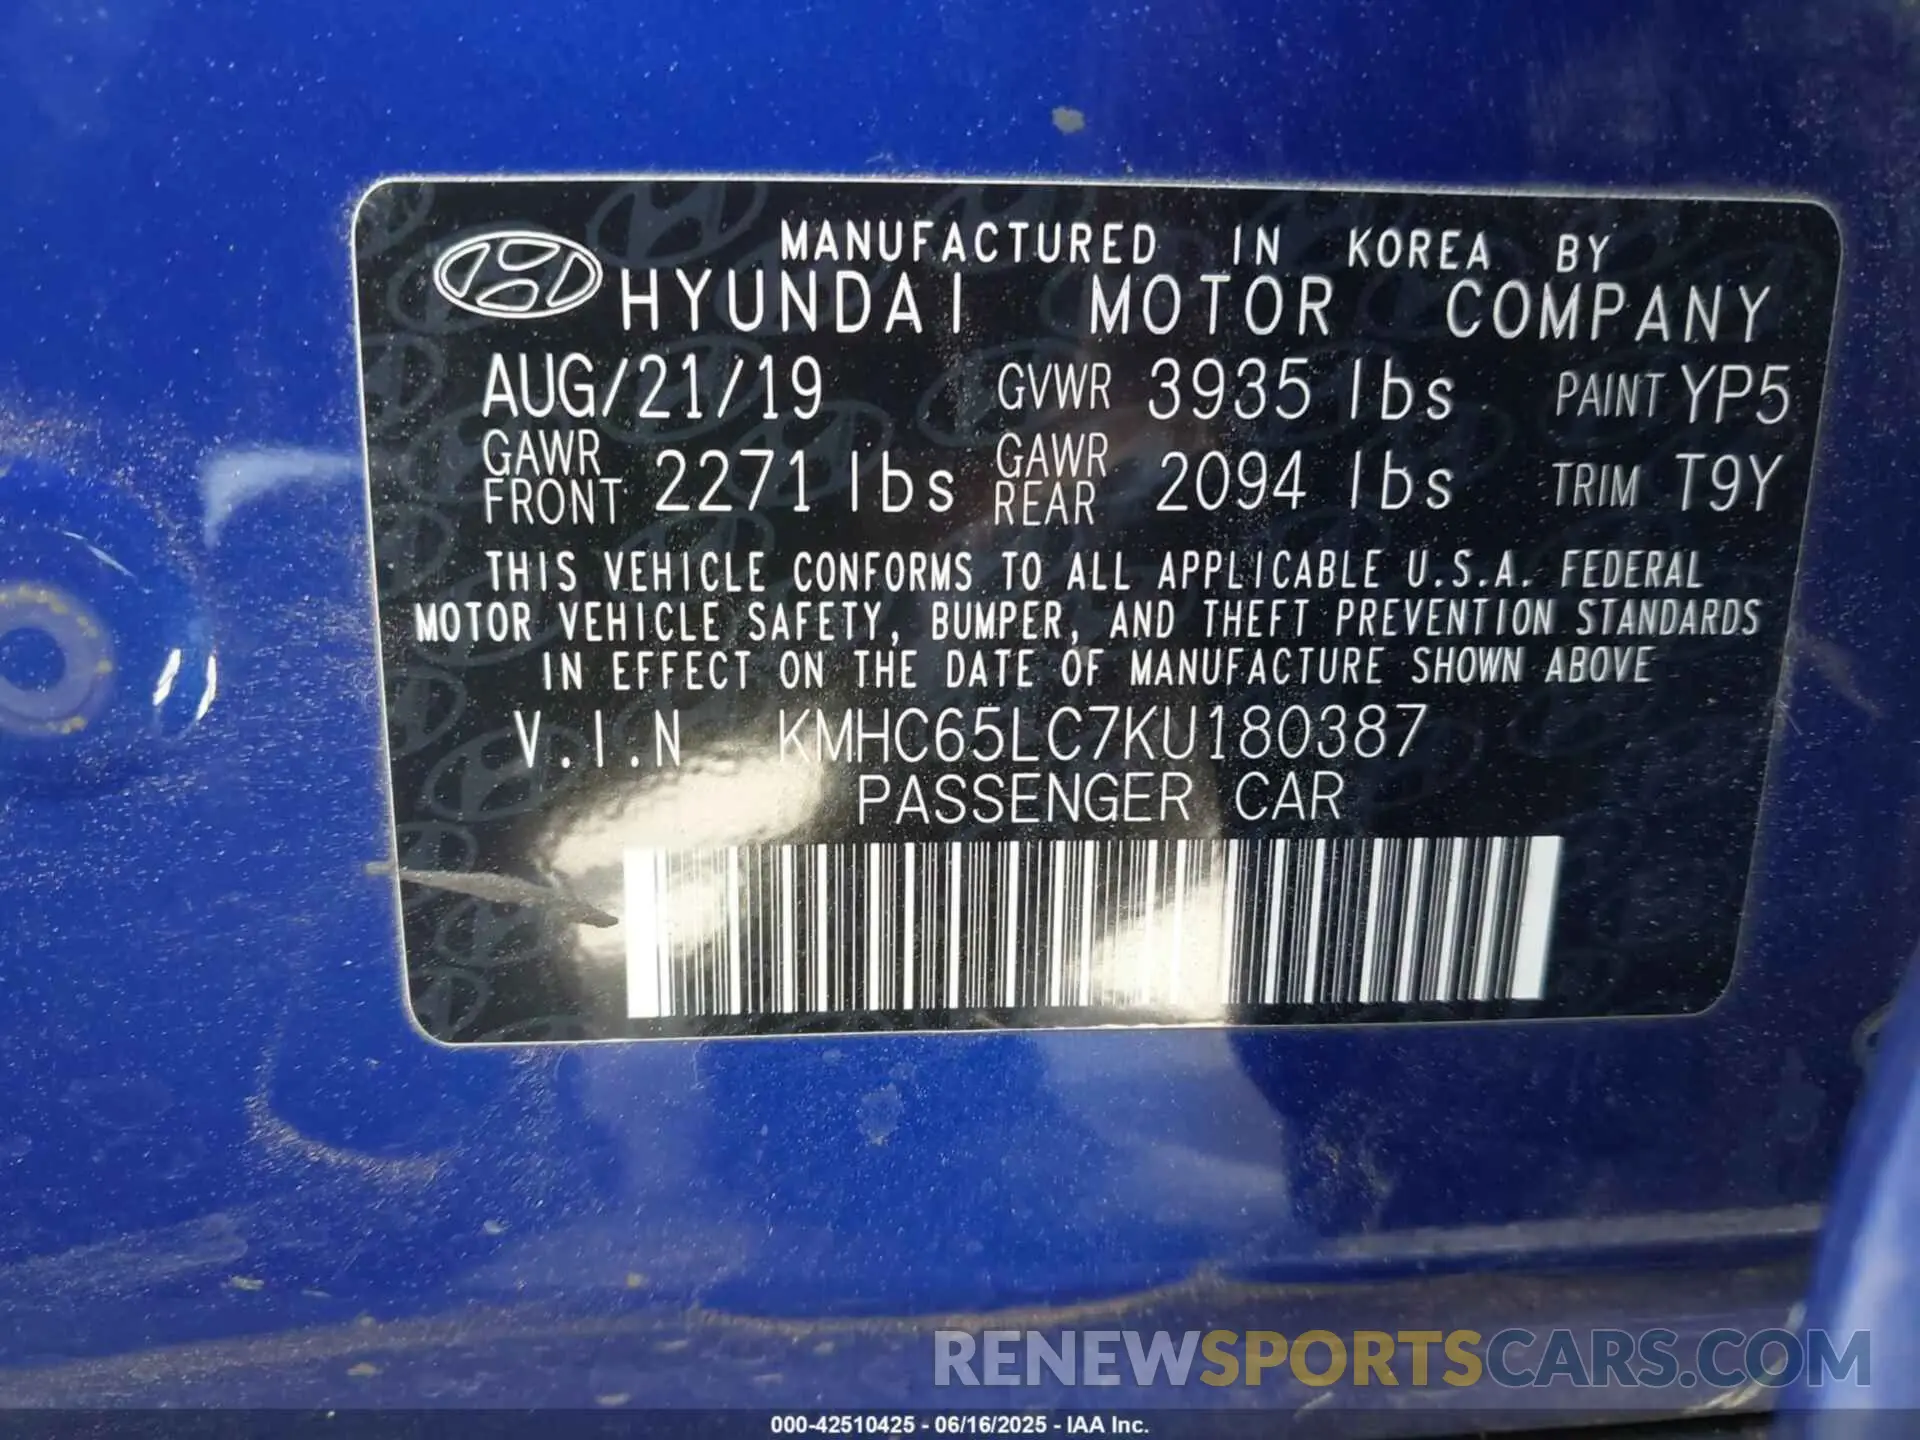 MANUFACTURED IN KOREA BY
HYUNDAI MOTOR COMPANY
AUG/21/19 GVWR 3935 lbs PAINT YP5
GAWR FRONT 2271 lbs GAWR REAR 2094 lbs TRIM T9Y
THIS VEHICLE CONFORMS TO ALL APPLICABLE U.S.A. FEDERAL
MOTOR VEHICLE SAFETY, BUMPER, AND THEFT PREVENTION STANDARDS
IN EFFECT ON THE DATE OF MANUFACTURE SHOWN ABOVE
V.I.N KMHC65LC7KU180387
PASSENGER CAR
RENEWSPORTSCARS.COM
000-42510425 - 06/16/2025 - IAA Inc.